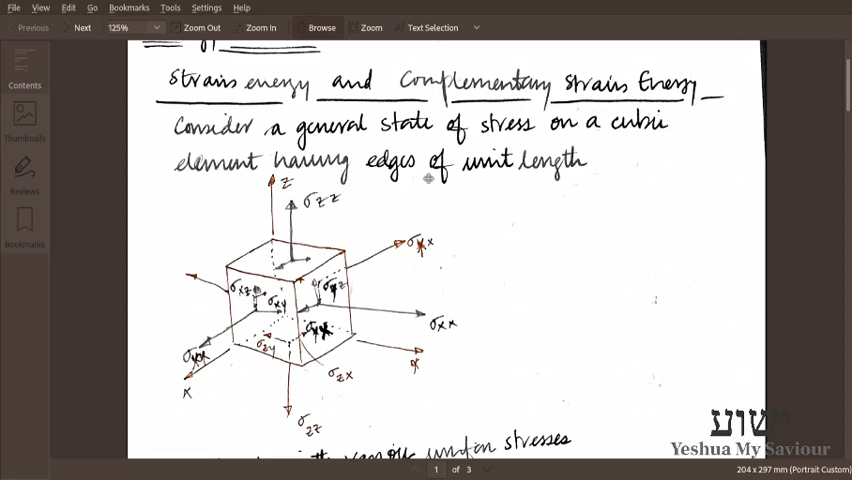 File View Edit Go Bookmarks Tools Settings Help
Previous Next 125% Zoom Out Zoom In Browse Zoom Text Selection
Contents
Thumbnails
Reviews
Bookmarks
Strain energy and Complementary Strain Energy
Consider a general state of stress on a cubic
element having edges of unit length
Z
σzz
σxz
σxy
σxx
σzy
σzx
x
σzz
stresses
ישוע
Yeshua My Saviour
1 of 3
204 x 297 mm (Portrait Custom)